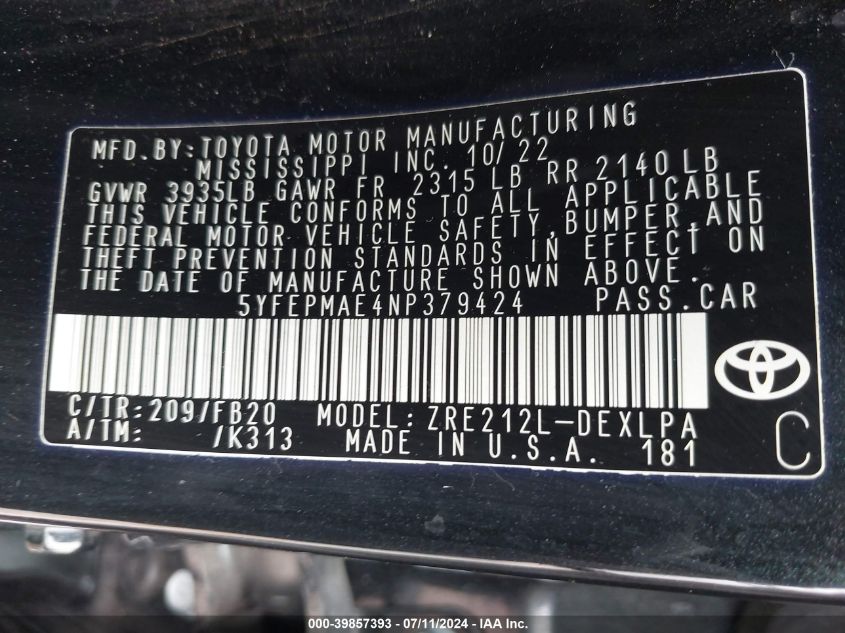 MFD.BY:TOYOTA MOTOR MANUFACTURING
MISSISSIPPI INC. 10/22
GVWR 3935LB GAWR FR 2315 LB RR 2140 LB
THIS VEHICLE CONFORMS TO ALL APPLICABLE
FEDERAL MOTOR VEHICLE SAFETY,BUMPER,AND
THEFT PREVENTION STANDARDS IN EFFECT ON
THE DATE OF MANUFACTURE SHOWN ABOVE.
5YFEPMAE4NP379424 PASS.CAR
C/TR:209/FB20 MODEL:ZRE212L-DEXLPA
A/TM: /K313 MADE IN U.S.A. 181
C
000-39857393 - 07/11/2024 - IAA Inc.